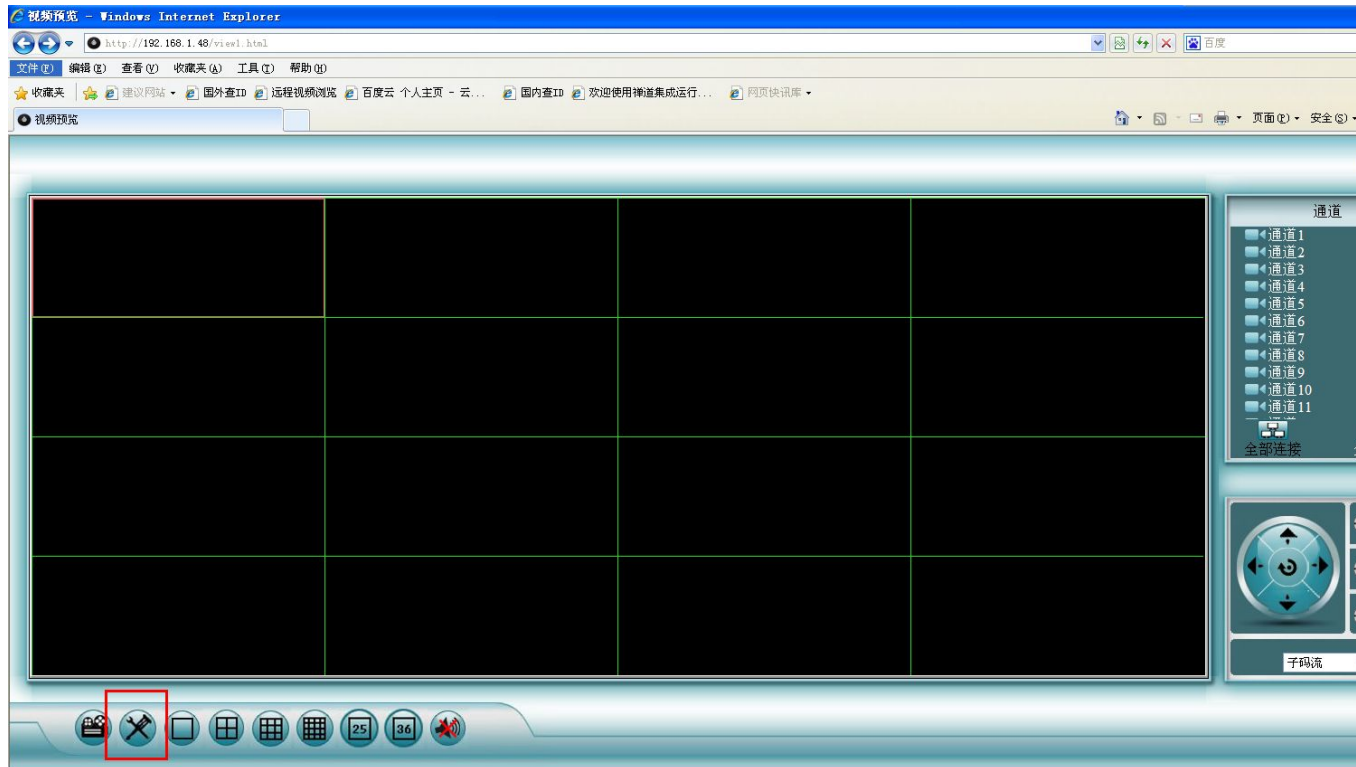 视频预览 - Windows Internet Explorer
http://192.168.1.48/view1.html
百度
文件(F) 编辑(E) 查看(V) 收藏夹(A) 工具(T) 帮助(H)
收藏夹 建议网站 国外查ID 远程视频浏览 百度云 个人主页 - 云... 国内查ID 欢迎使用禅道集成运行... 网页快讯库
视频预览 页面(P) 安全(S)
通道
通道1
通道2
通道3
通道4
通道5
通道6
通道7
通道8
通道9
通道10
通道11
全部连接
子码流
25 36